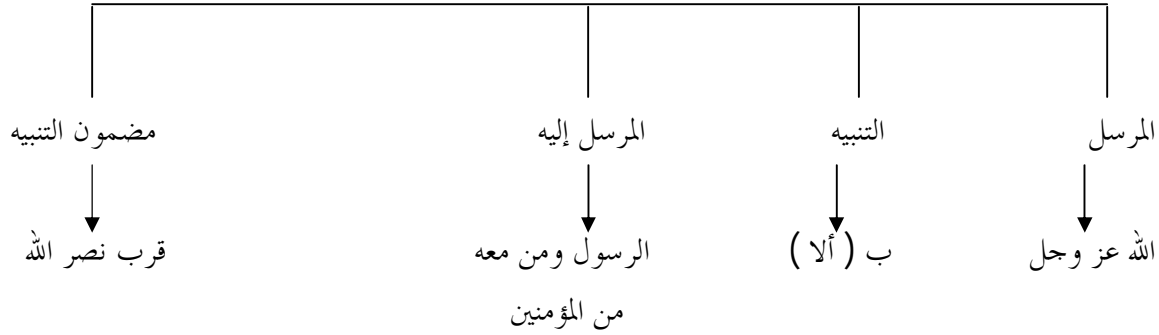 المرسل التنبيه المرسل إليه مضمون التنبيه
الله عز وجل ب ( ألا ) الرسول ومن معه قرب نصر الله
من المؤمنين